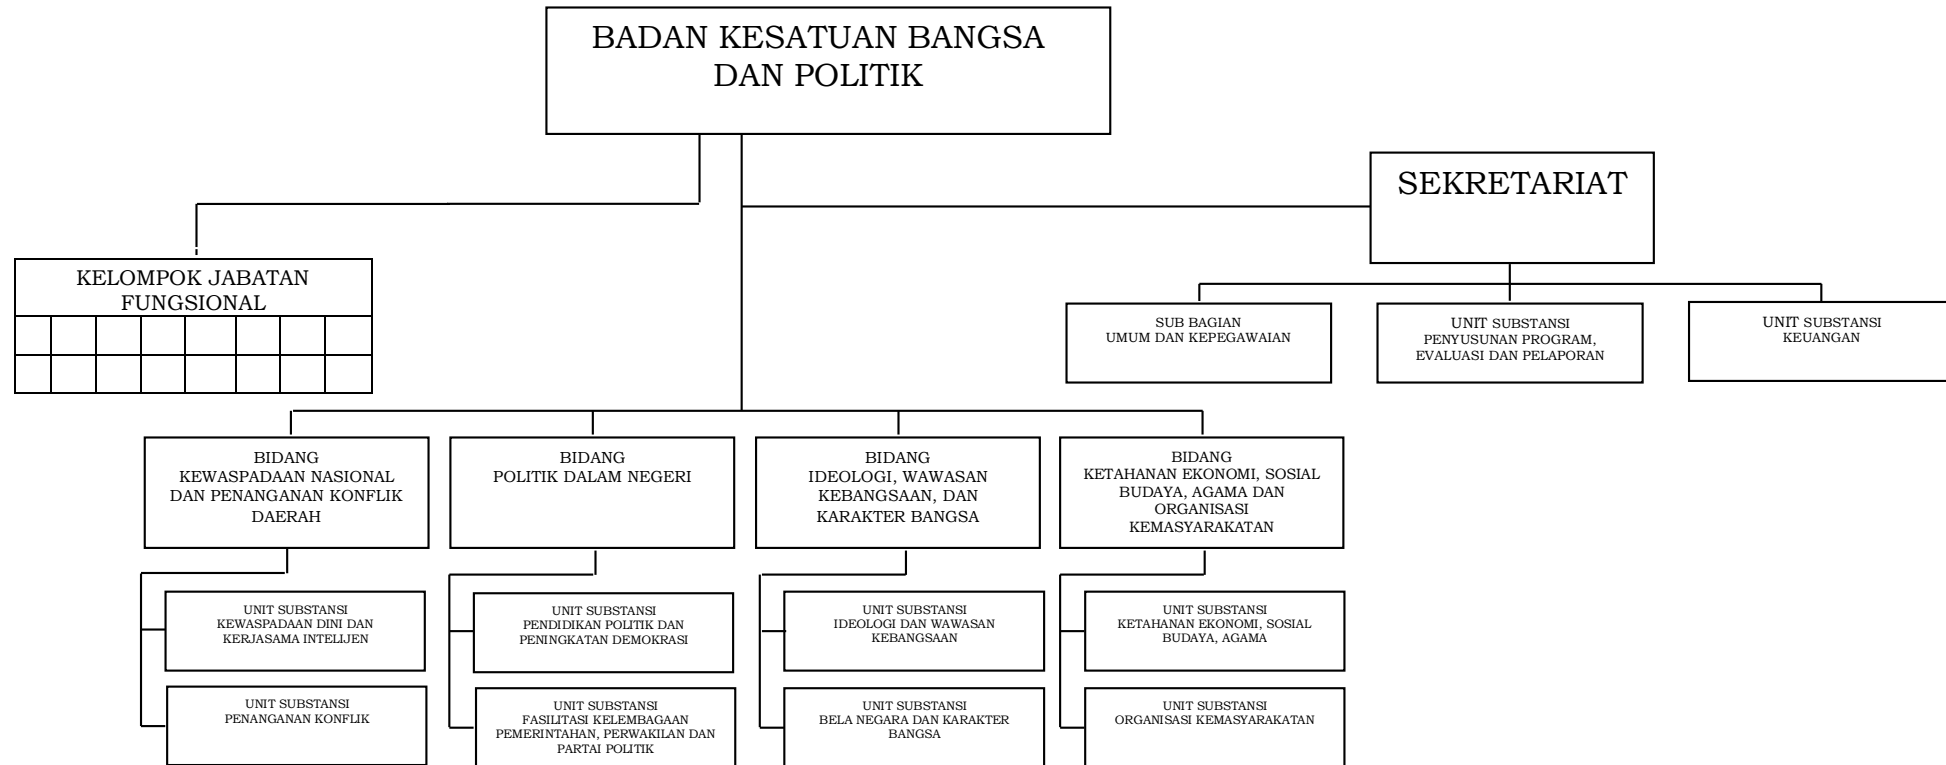 BADAN KESATUAN BANGSA
DAN POLITIK
SEKRETARIAT
KELOMPOK JABATAN
FUNGSIONAL
SUB BAGIAN
UMUM DAN KEPEGAWAIAN
UNIT SUBSTANSI
PENYUSUNAN PROGRAM,
EVALUASI DAN PELAPORAN
UNIT SUBSTANSI
KEUANGAN
BIDANG
KEWASPADAAN NASIONAL
DAN PENANGANAN KONFLIK
DAERAH
BIDANG
POLITIK DALAM NEGERI
BIDANG
IDEOLOGI, WAWASAN
KEBANGSAAN, DAN
KARAKTER BANGSA
BIDANG
KETAHANAN EKONOMI, SOSIAL
BUDAYA, AGAMA DAN
ORGANISASI
KEMASYARAKATAN
UNIT SUBSTANSI
KEWASPADAAN DINI DAN
KERJASAMA INTELIJEN
UNIT SUBSTANSI
PENDIDIKAN POLITIK DAN
PENINGKATAN DEMOKRASI
UNIT SUBSTANSI
IDEOLOGI DAN WAWASAN
KEBANGSAAN
UNIT SUBSTANSI
KETAHANAN EKONOMI, SOSIAL
BUDAYA, AGAMA
UNIT SUBSTANSI
PENANGANAN KONFLIK
UNIT SUBSTANSI
FASILITASI KELEMBAGAAN
PEMERINTAHAN, PERWAKILAN DAN
PARTAI POLITIK
UNIT SUBSTANSI
BELA NEGARA DAN KARAKTER
BANGSA
UNIT SUBSTANSI
ORGANISASI KEMASYARAKATAN